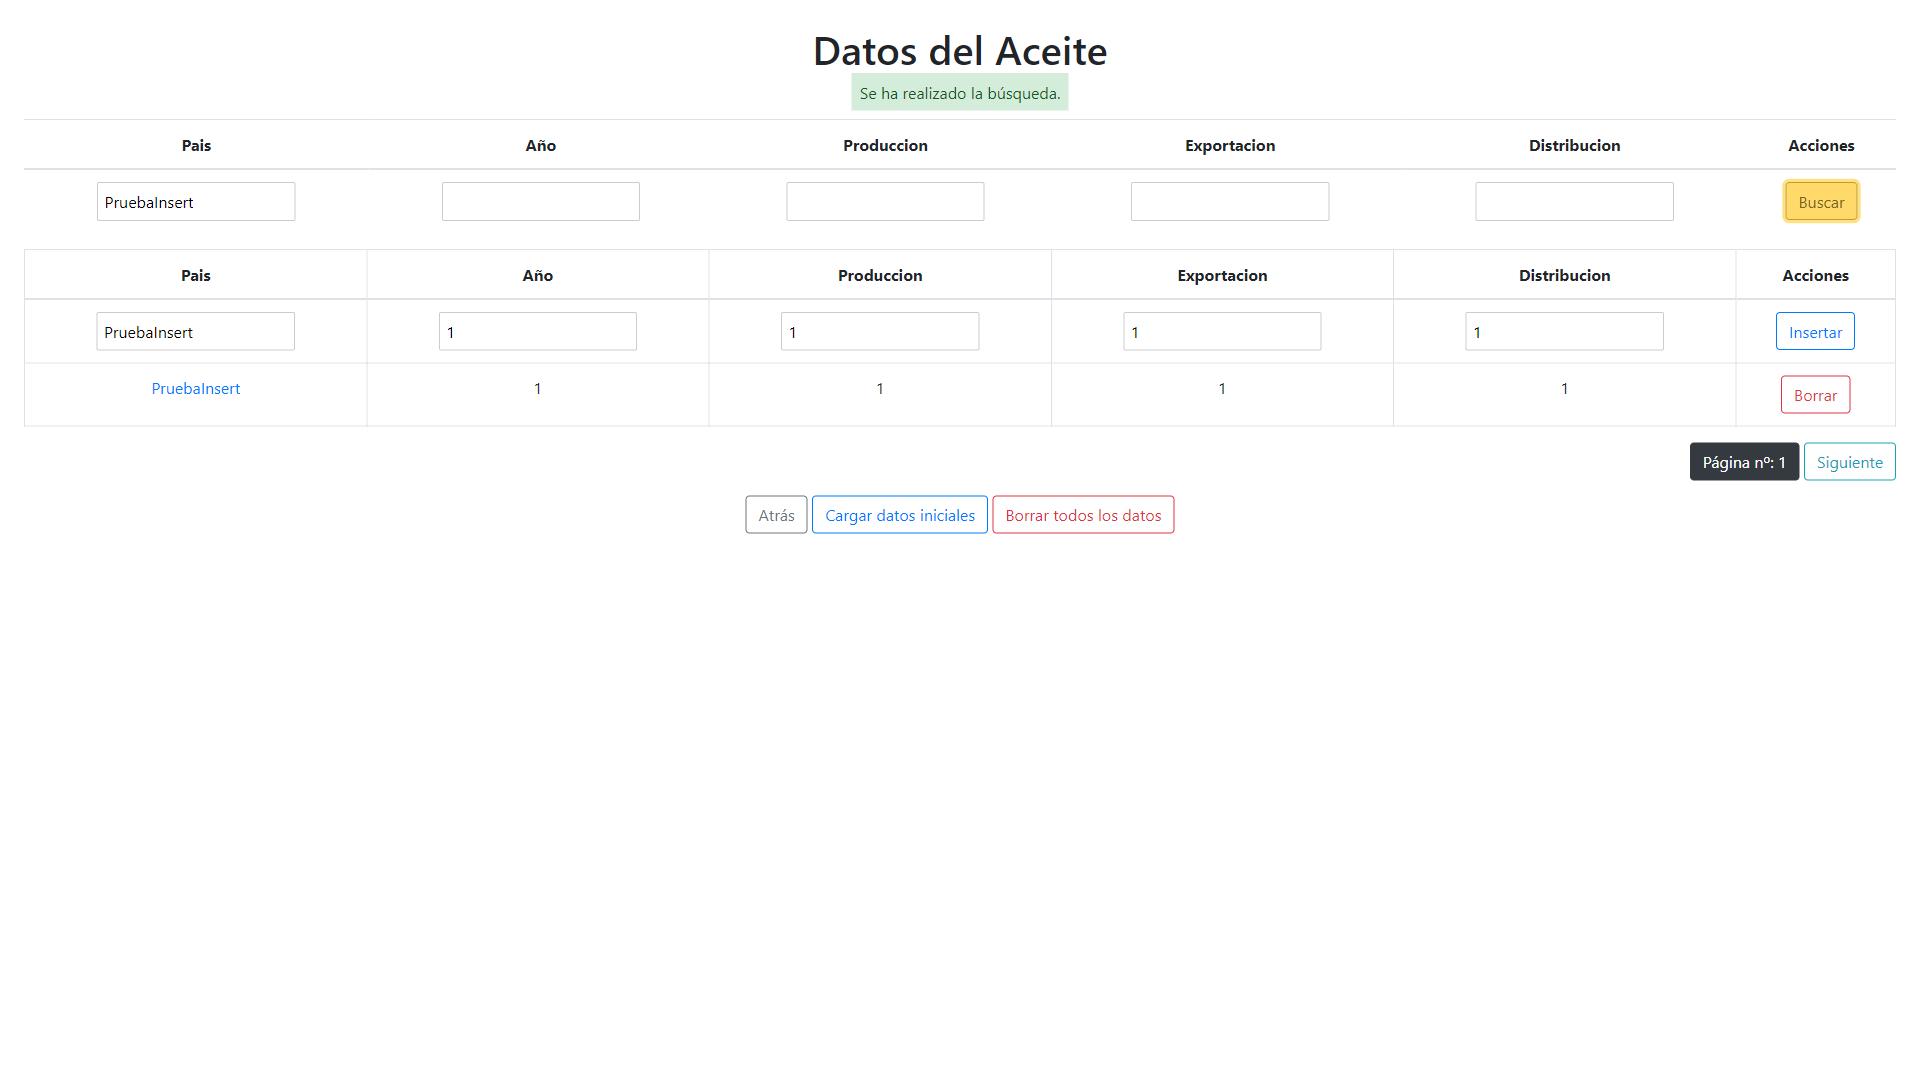 Datos del Aceite
Se ha realizado la búsqueda.
Pais Año Produccion Exportacion Distribucion Acciones
PruebaInsert Buscar
Pais Año Produccion Exportacion Distribucion Acciones
PruebaInsert 1 1 1 1 Insertar
PruebaInsert 1 1 1 1 Borrar
Página nº: 1 Siguiente
Atrás Cargar datos iniciales Borrar todos los datos